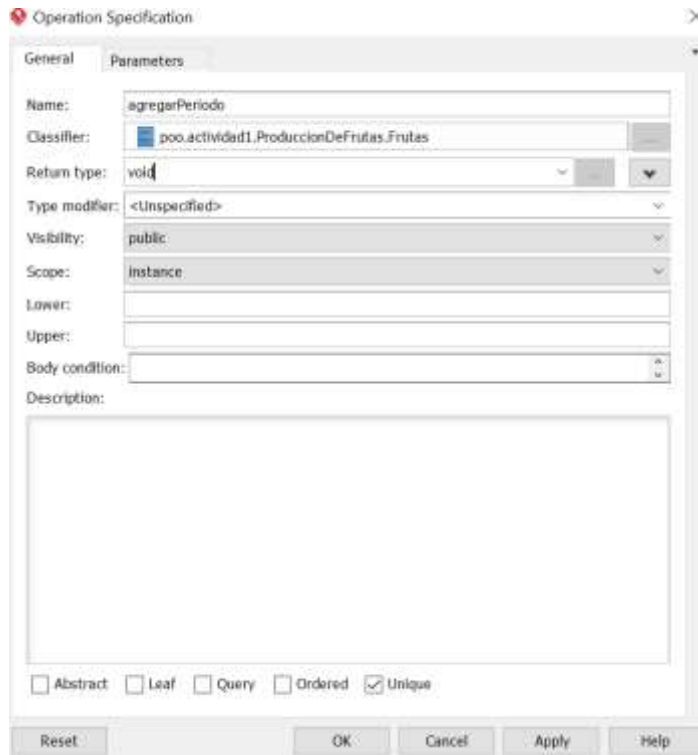 Operation Specification
General Parameters
Name: agregarPeriodo
Classifier: poo.actividad1.ProduccionDeFrutas.Frutas ...
Return type: void ...
Type modifier: <Unspecified>
Visibility: public
Scope: instance
Lower:
Upper:
Body condition:
Description:
Abstract Leaf Query Ordered Unique
Reset OK Cancel Apply Help